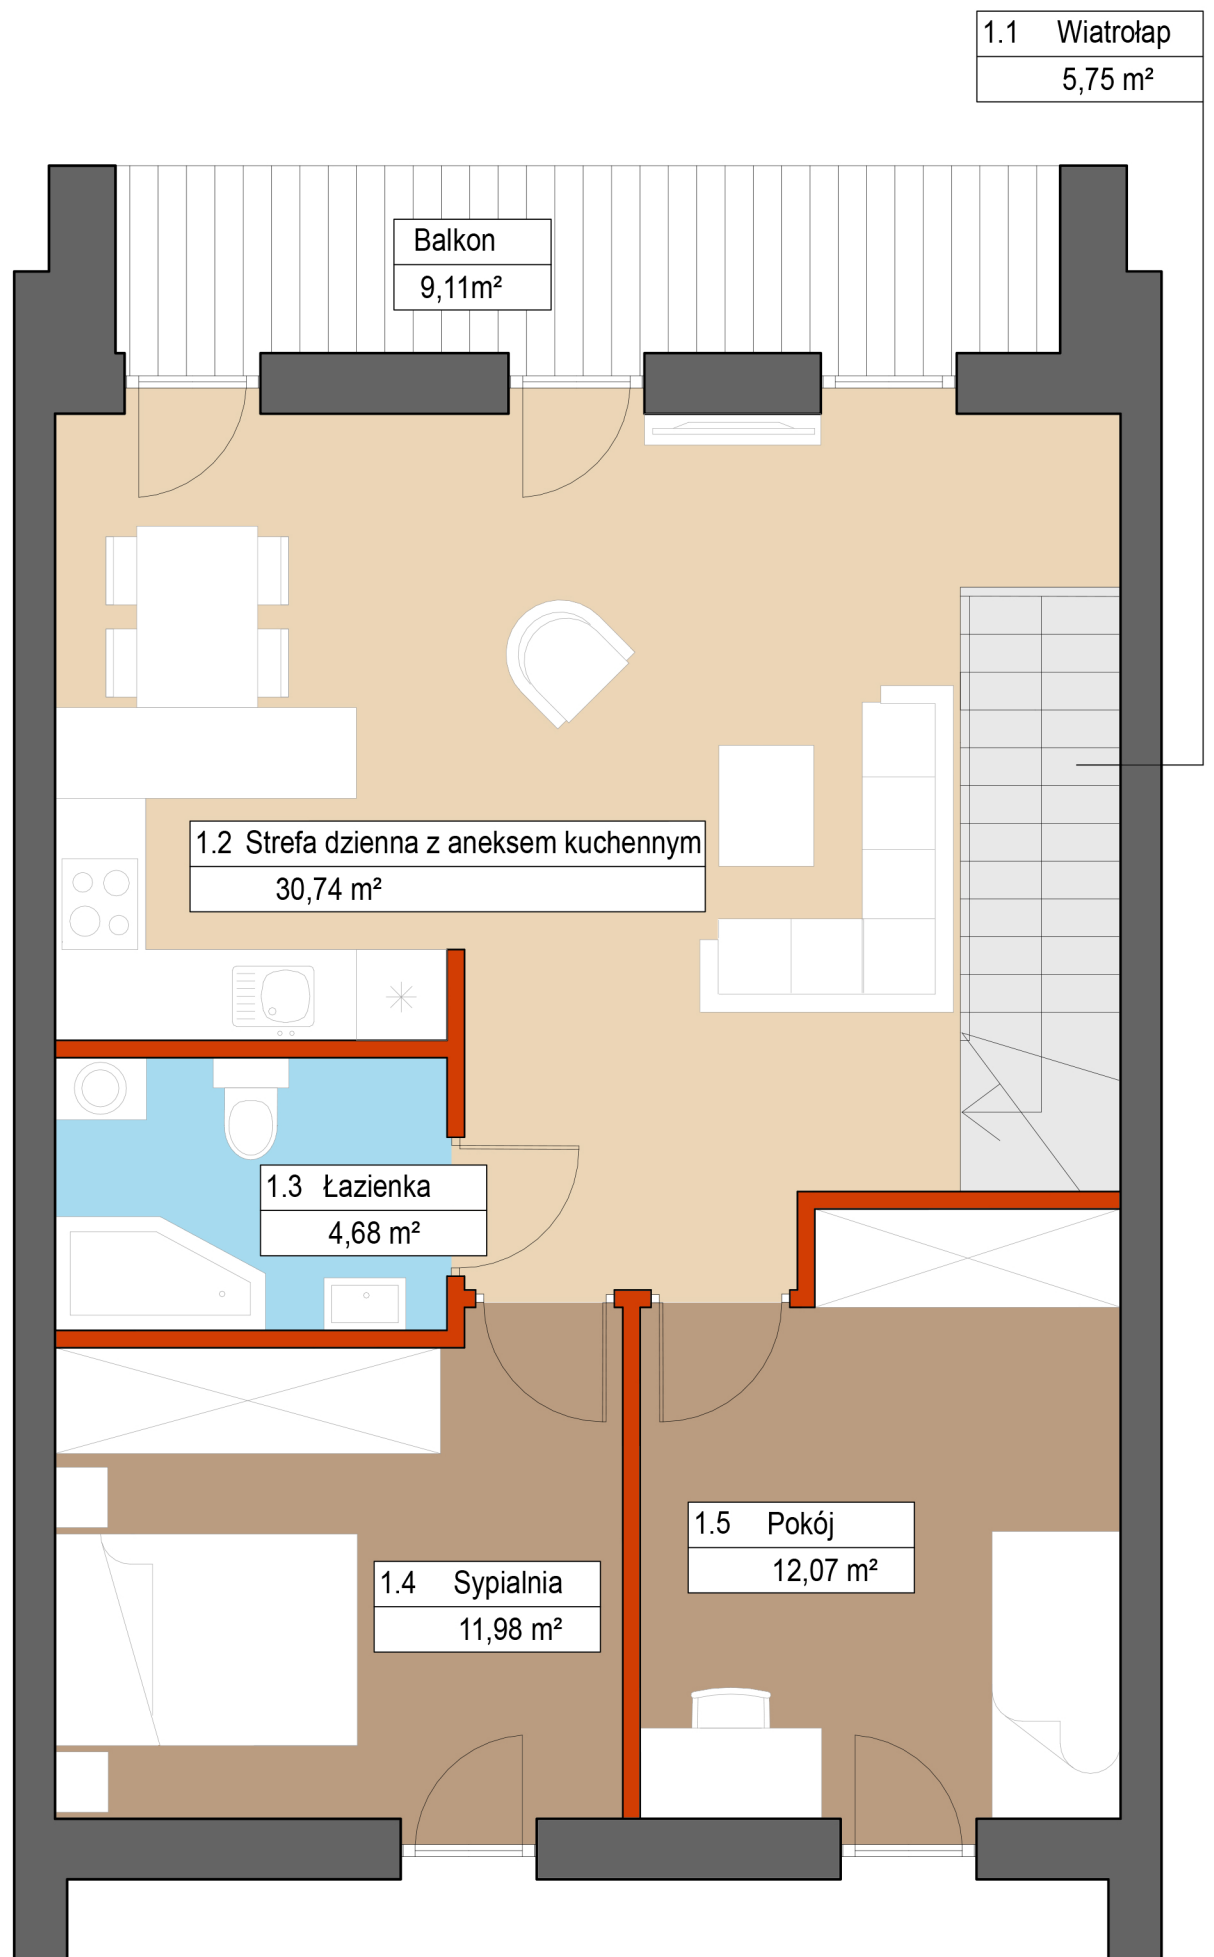 1.1 Wiatrołap
5,75 m²
Balkon
9,11m²
1.2 Strefa dzienna z aneksem kuchennym
30,74 m²
1.3 Łazienka
4,68 m²
1.5 Pokój
12,07 m²
1.4 Sypialnia
11,98 m²